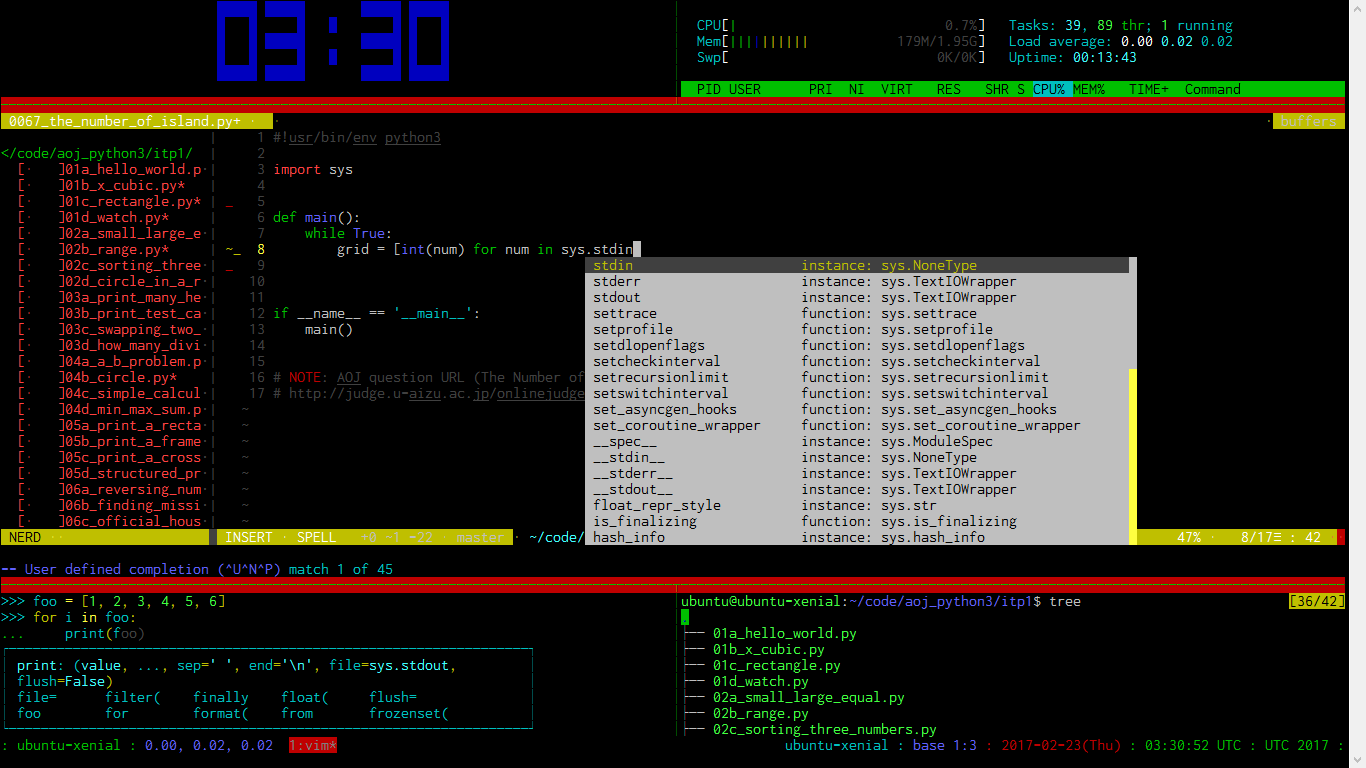 03:30
CPU[| 0.7%] Tasks: 39, 89 thr; 1 running
Mem[|||||||||| 179M/1.95G] Load average: 0.00 0.02 0.02
Swp[ 0K/0K] Uptime: 00:13:43
PID USER PRI NI VIRT RES SHR S CPU% MEM% TIME+ Command
0067_the_number_of_island.py+ buffers
</code/aoj_python3/itp1/
[ ]01a_hello_world.p
[ ]01b_x_cubic.py*
[ ]01c_rectangle.py*
[ ]01d_watch.py*
[ ]02a_small_large_e
[ ]02b_range.py*
[ ]02c_sorting_three
[ ]02d_circle_in_a_r
[ ]03a_print_many_he
[ ]03b_print_test_ca
[ ]03c_swapping_two_
[ ]03d_how_many_divi
[ ]04a_a_b_problem.p
[ ]04b_circle.py*
[ ]04c_simple_calcul
[ ]04d_min_max_sum.p
[ ]05a_print_a_recta
[ ]05b_print_a_frame
[ ]05c_print_a_cross
[ ]05d_structured_pr
[ ]06a_reversing_num
[ ]06b_finding_missi
[ ]06c_official_hous
1 #!usr/bin/env python3
2
3 import sys
4
_ 5
6 def main():
7 while True:
~_ 8 grid = [int(num) for num in sys.stdin
_ 9
10
11
12 if __name__ == '__main__':
13 main()
14
15
16 # NOTE: AOJ question URL (The Number of
17 # http://judge.u-aizu.ac.jp/onlinejudge
~
~
~
~
~
~
~
~
stdin instance: sys.NoneType
stderr instance: sys.TextIOWrapper
stdout instance: sys.TextIOWrapper
settrace function: sys.settrace
setprofile function: sys.setprofile
setdlopenflags function: sys.setdlopenflags
setcheckinterval function: sys.setcheckinterval
setrecursionlimit function: sys.setrecursionlimit
setswitchinterval function: sys.setswitchinterval
set_asyncgen_hooks function: sys.set_asyncgen_hooks
set_coroutine_wrapper function: sys.set_coroutine_wrapper
__spec__ instance: sys.ModuleSpec
__stdin__ instance: sys.NoneType
__stderr__ instance: sys.TextIOWrapper
__stdout__ instance: sys.TextIOWrapper
float_repr_style instance: sys.str
is_finalizing function: sys.is_finalizing
hash_info instance: sys.hash_info
NERD INSERT · SPELL +0 ~1 -22 · master · ~/code/ 47% · 8/17☰ : 42
-- User defined completion (^U^N^P) match 1 of 45
>>> foo = [1, 2, 3, 4, 5, 6]
>>> for i in foo:
... print(foo)
print: (value, ..., sep=' ', end='\n', file=sys.stdout,
flush=False)
file= filter( finally float( flush=
foo for format( from frozenset(
ubuntu@ubuntu-xenial:~/code/aoj_python3/itp1$ tree [36/42]
.
├── 01a_hello_world.py
├── 01b_x_cubic.py
├── 01c_rectangle.py
├── 01d_watch.py
├── 02a_small_large_equal.py
├── 02b_range.py
├── 02c_sorting_three_numbers.py
: ubuntu-xenial : 0.00, 0.02, 0.02 1:vim* ubuntu-xenial : base 1:3 : 2017-02-23(Thu) : 03:30:52 UTC : UTC 2017 :